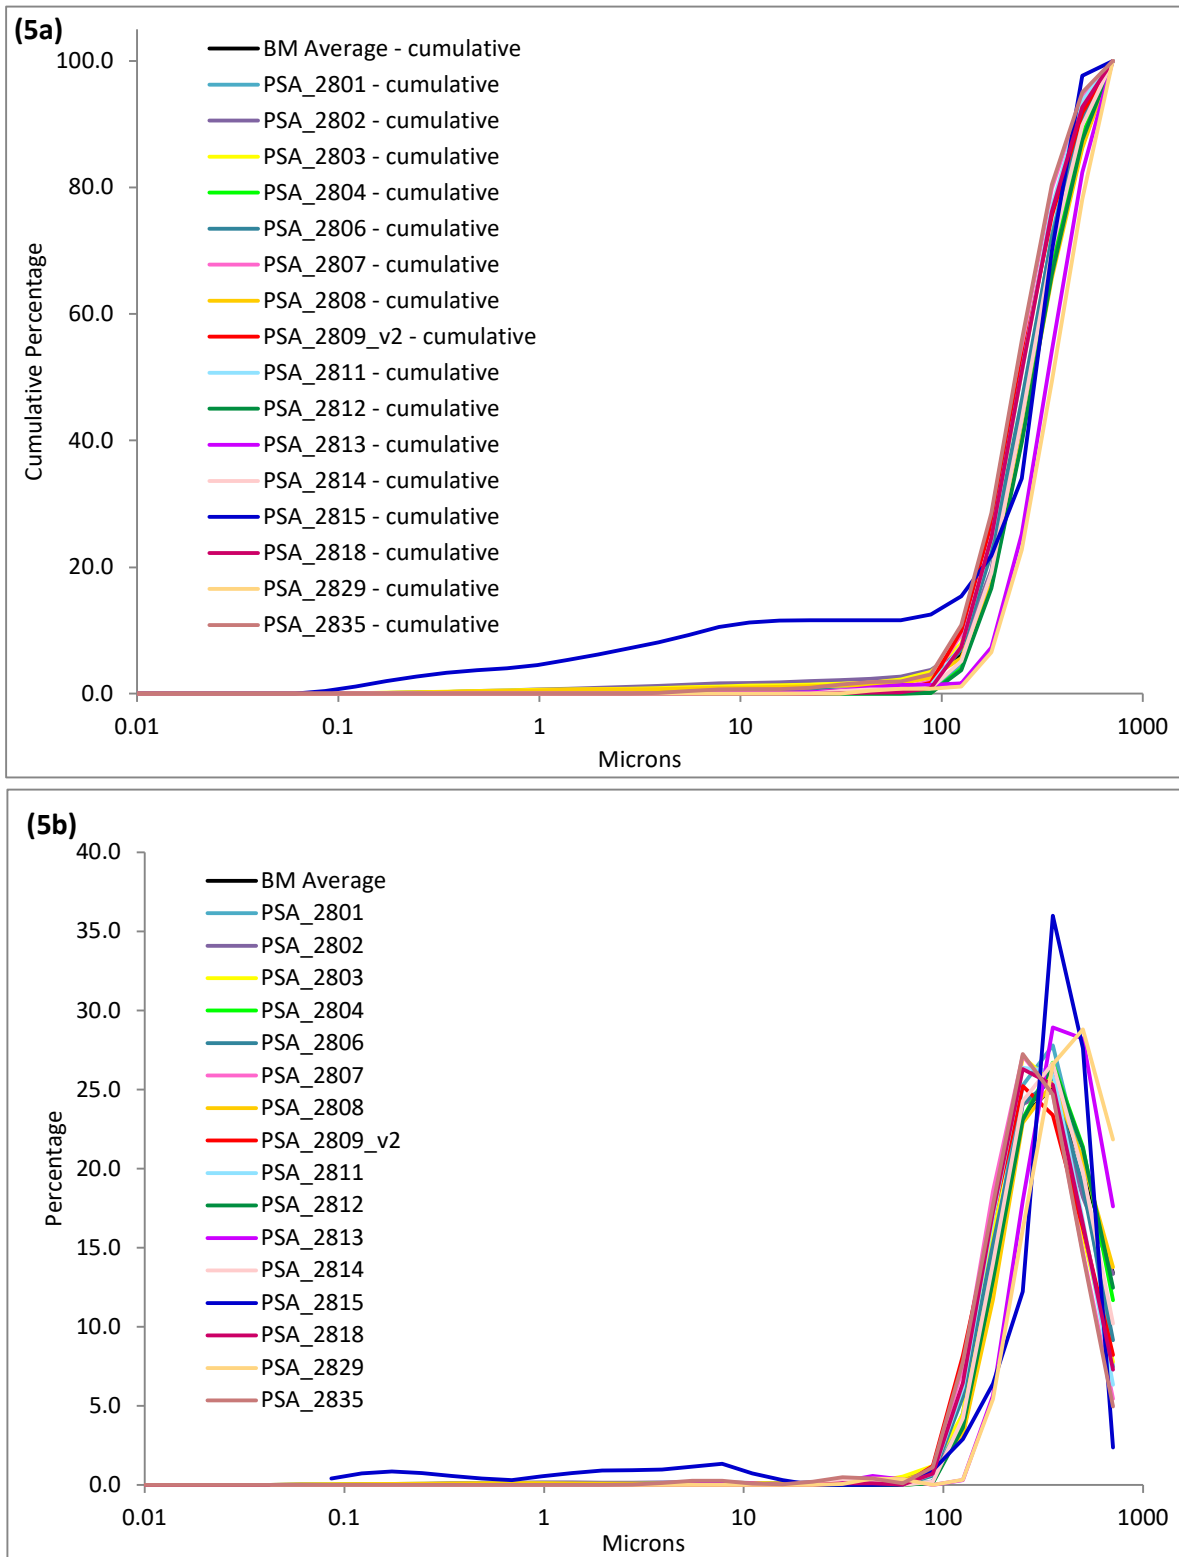 (5a)
Cumulative Percentage
100.0
80.0
60.0
40.0
20.0
0.0
BM Average - cumulative
PSA_2801 - cumulative
PSA_2802 - cumulative
PSA_2803 - cumulative
PSA_2804 - cumulative
PSA_2806 - cumulative
PSA_2807 - cumulative
PSA_2808 - cumulative
PSA_2809_v2 - cumulative
PSA_2811 - cumulative
PSA_2812 - cumulative
PSA_2813 - cumulative
PSA_2814 - cumulative
PSA_2815 - cumulative
PSA_2818 - cumulative
PSA_2829 - cumulative
PSA_2835 - cumulative
0.01 0.1 1 10 100 1000
Microns
(5b)
Percentage
40.0
35.0
30.0
25.0
20.0
15.0
10.0
5.0
0.0
BM Average
PSA_2801
PSA_2802
PSA_2803
PSA_2804
PSA_2806
PSA_2807
PSA_2808
PSA_2809_v2
PSA_2811
PSA_2812
PSA_2813
PSA_2814
PSA_2815
PSA_2818
PSA_2829
PSA_2835
0.01 0.1 1 10 100 1000
Microns